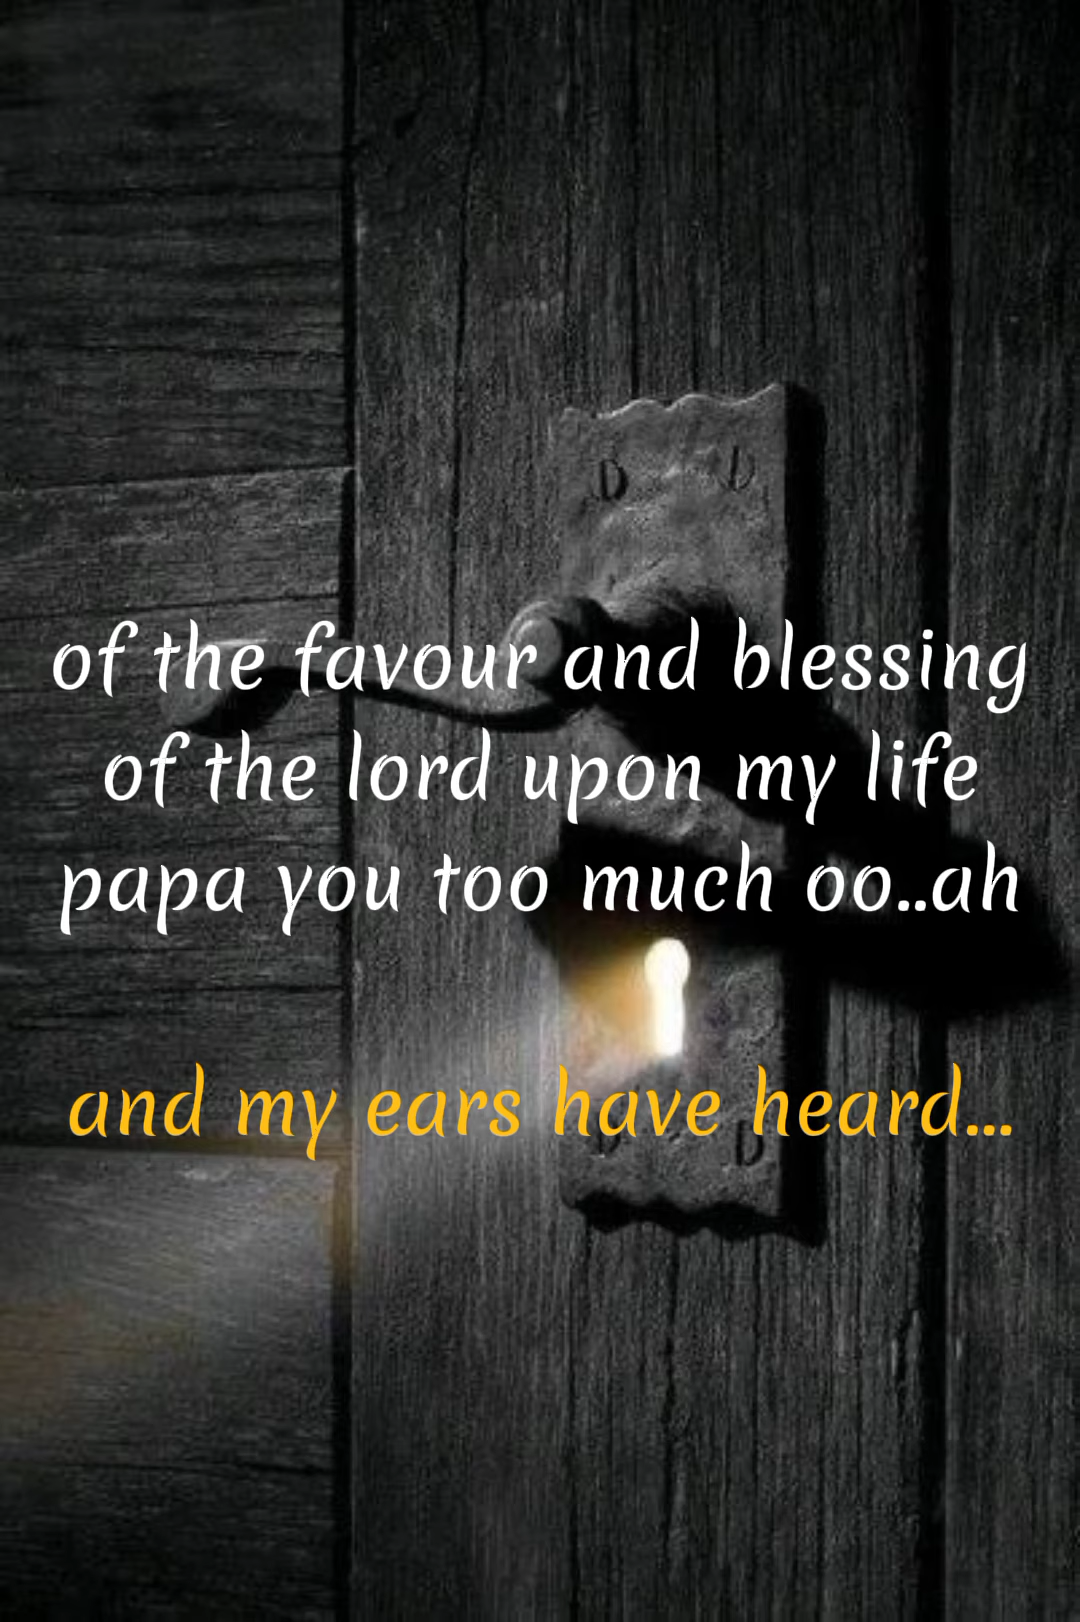 of the favour and blessing
of the lord upon my life
papa you too much oo..ah
and my ears have heard...